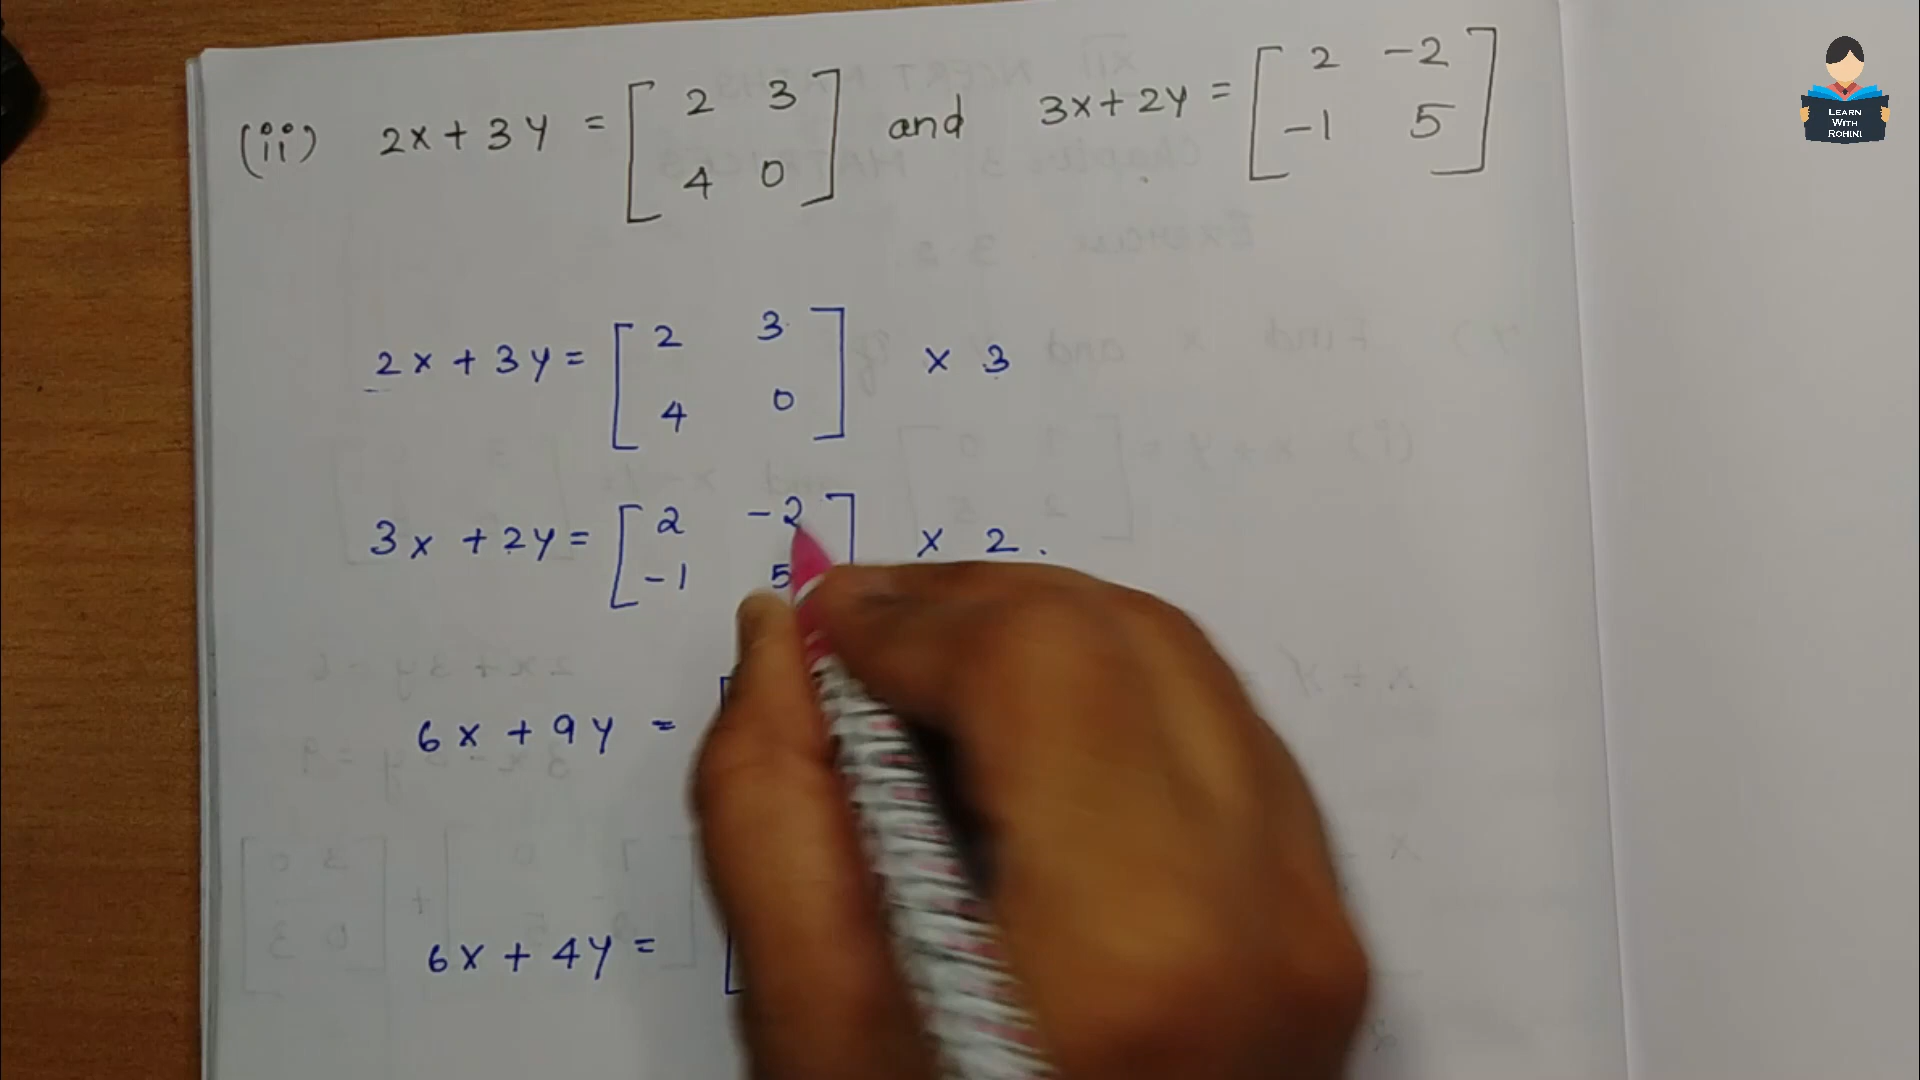 (ii) 2x + 3y = [ 2 3 and 3x + 2y = [ 2 -2
4 0 ] -1 5 ]
2x + 3y = [ 2 3 x 3
4 0 ]
3x + 2y = [ 2 -2 x 2.
-1 5 ]
6x + 9y = [
6x + 4y = [
LEARN
WITH
ROHINI